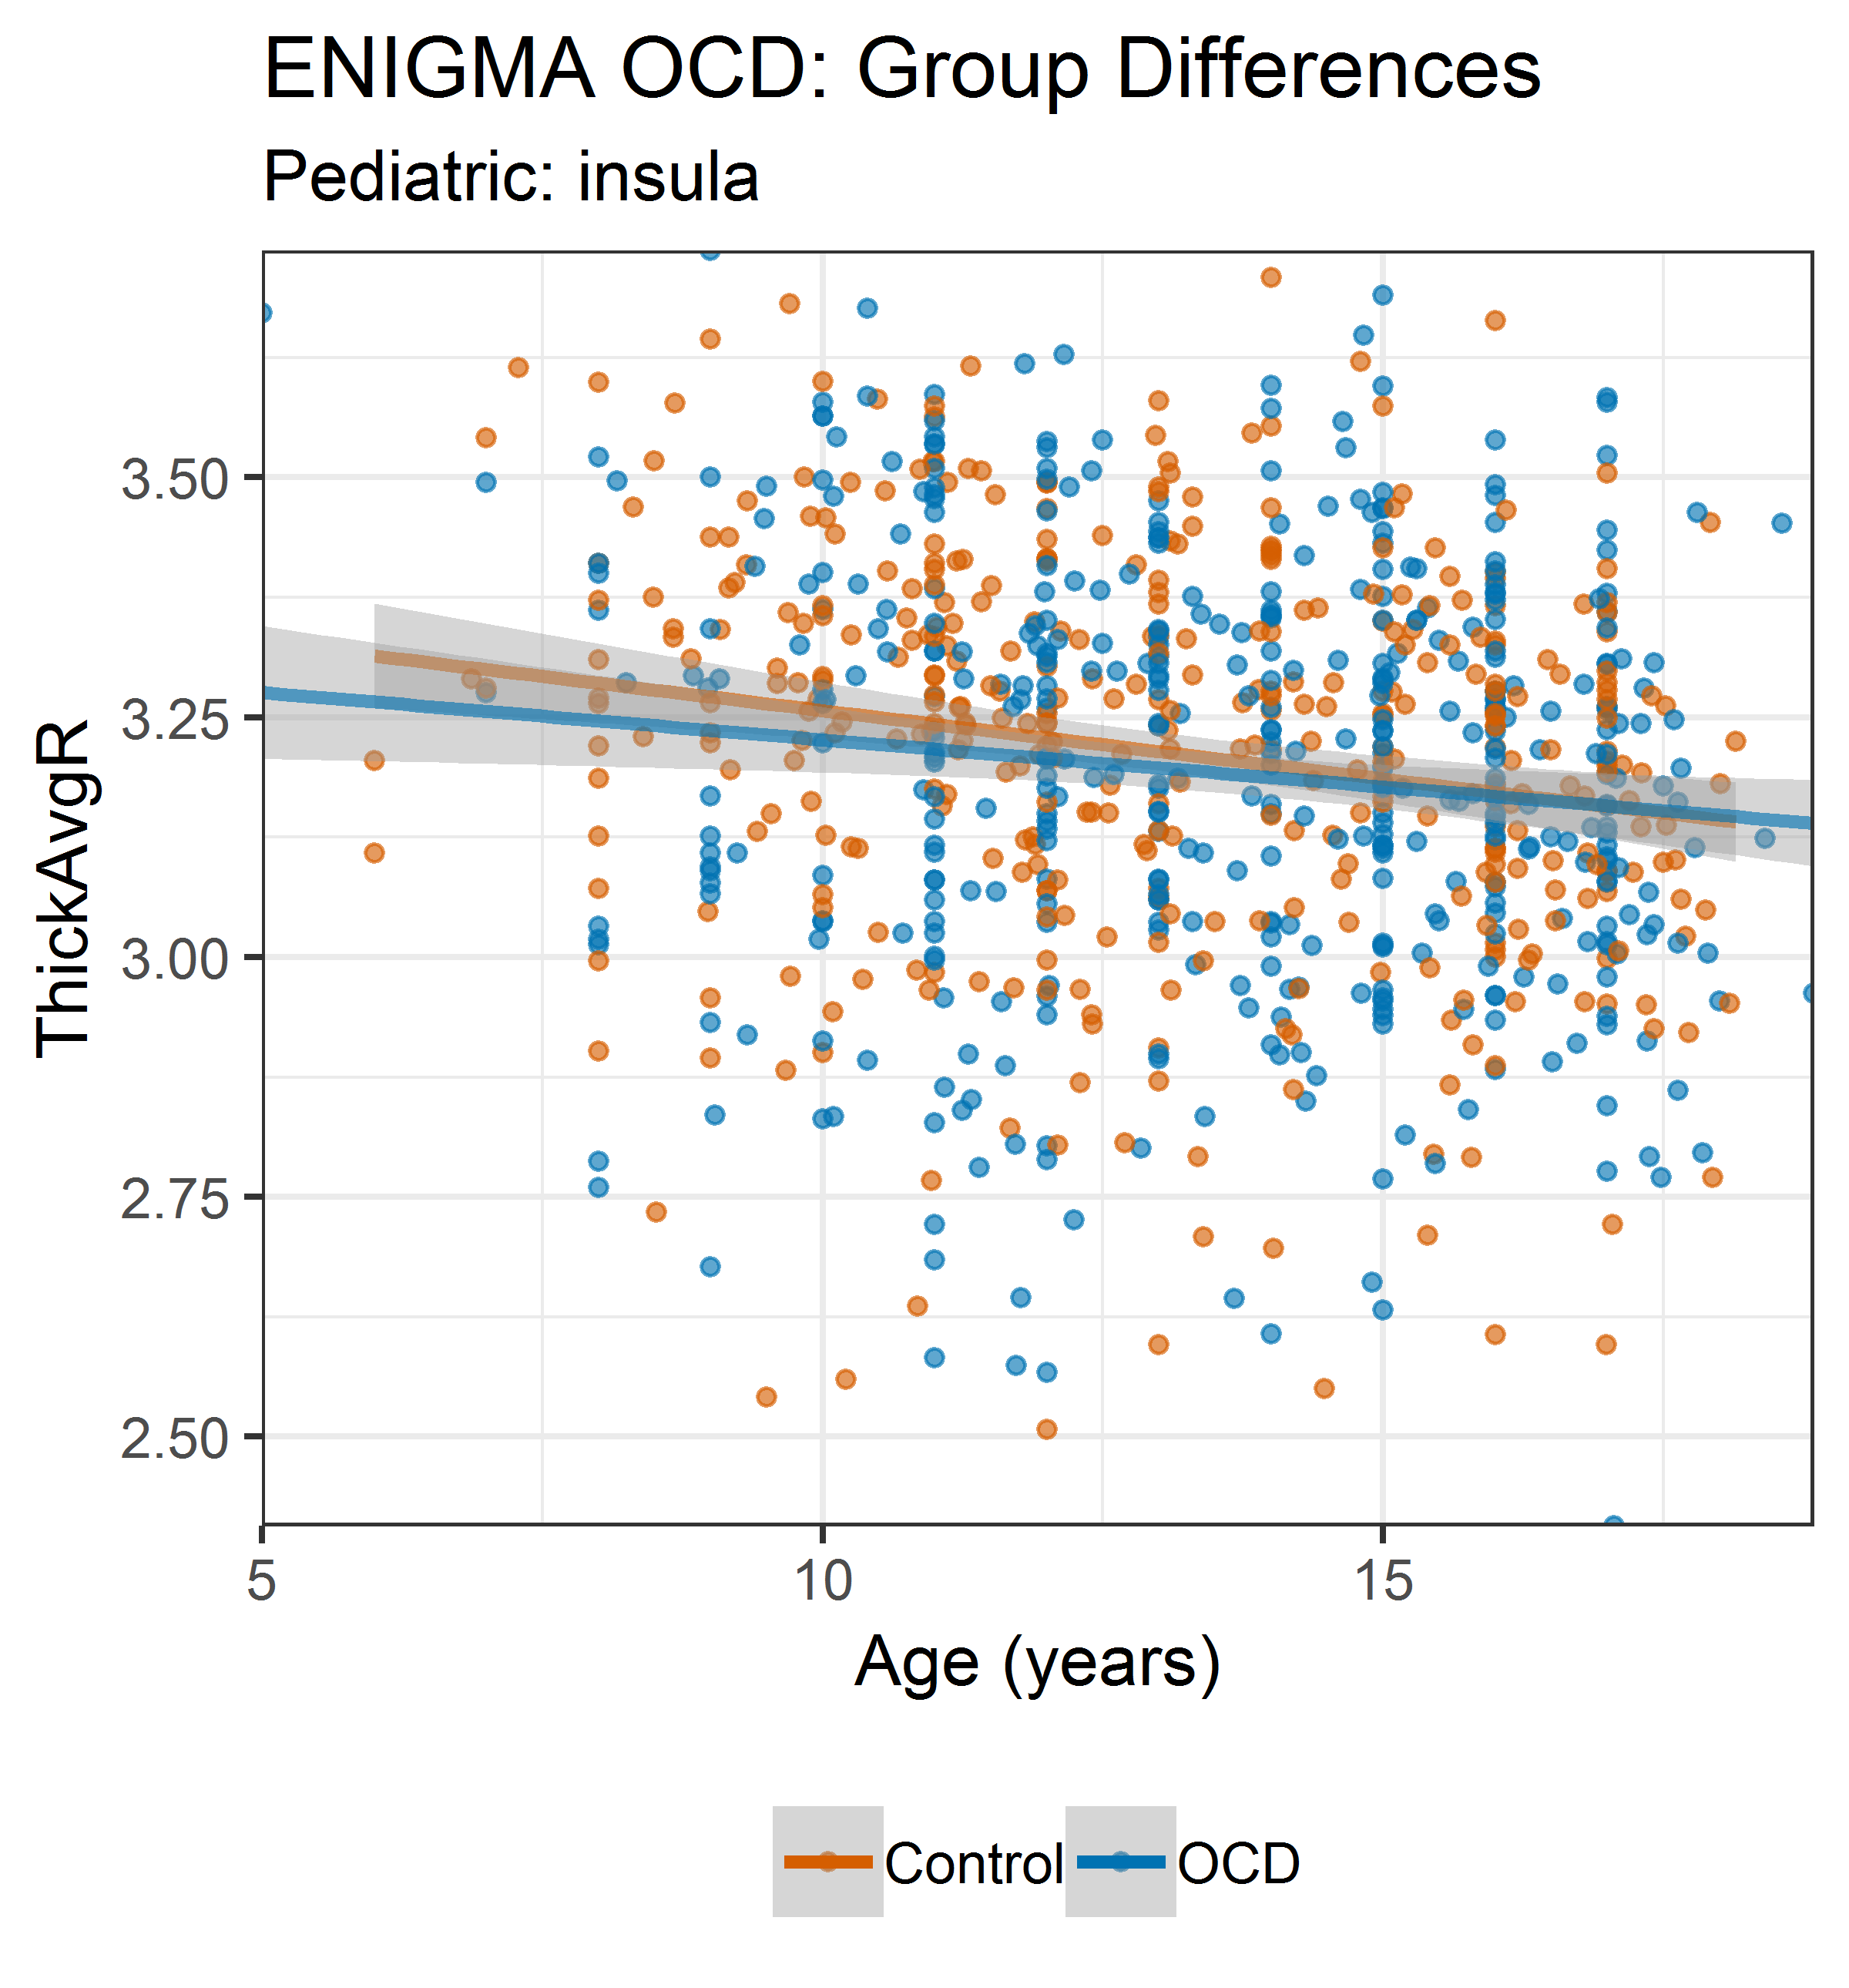 ENIGMA OCD: Group Differences
Pediatric: insula
ThickAvgR
3.50
3.25
3.00
2.75
2.50
5 10 15
Age (years)
Control OCD